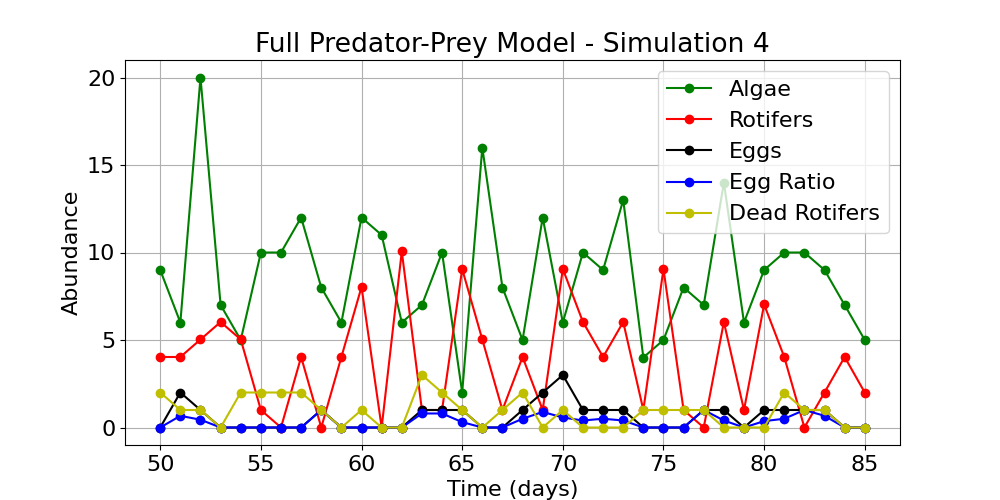 Full Predator-Prey Model - Simulation 4
20
15
10
5
0
Abundance
Algae
Rotifers
Eggs
Egg Ratio
Dead Rotifers
50 55 60 65 70 75 80 85
Time (days)